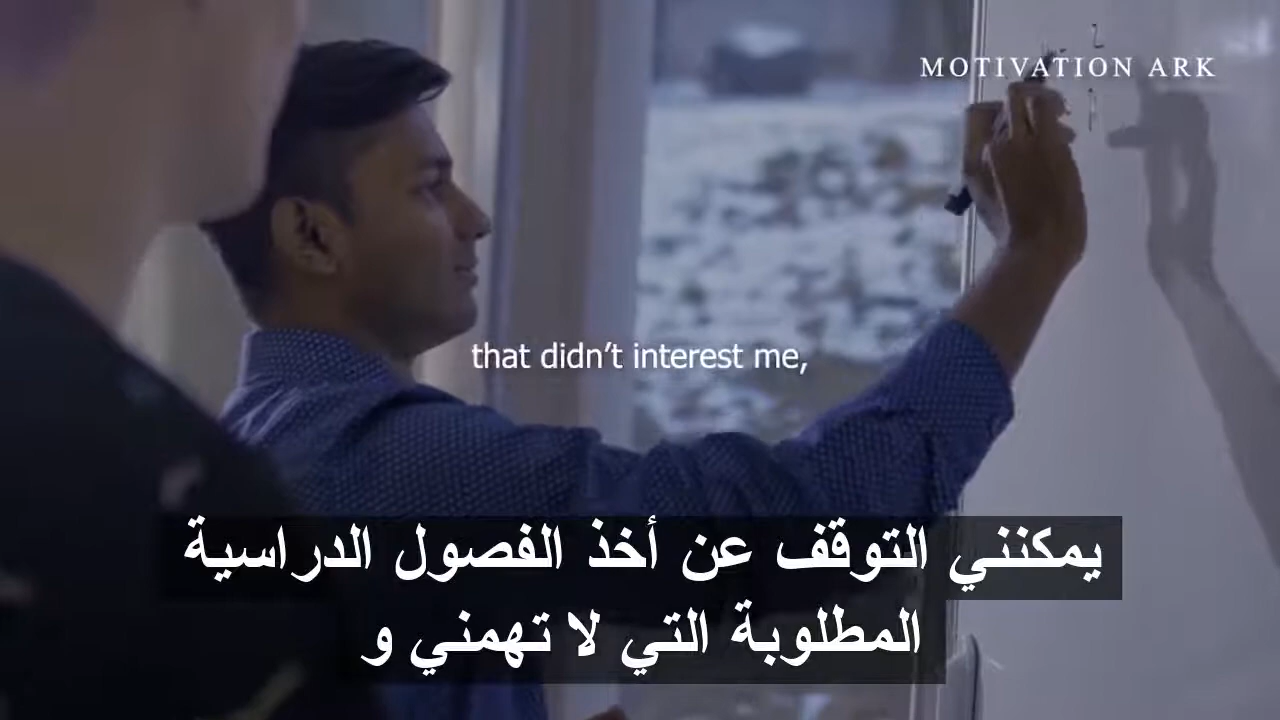 MOTIVATION ARK
that didn't interest me,
يمكنني التوقف عن أخذ الفصول الدراسية
المطلوبة التي لا تهمني و